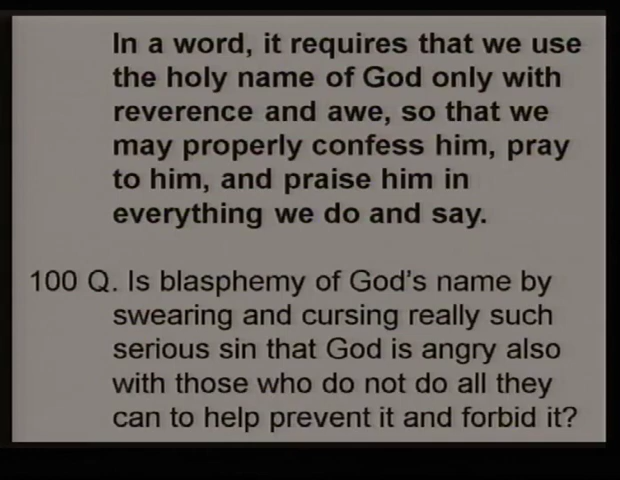 In a word, it requires that we use
the holy name of God only with
reverence and awe, so that we
may properly confess him, pray
to him, and praise him in
everything we do and say.
100 Q. Is blasphemy of God's name by
swearing and cursing really such
serious sin that God is angry also
with those who do not do all they
can to help prevent it and forbid it?